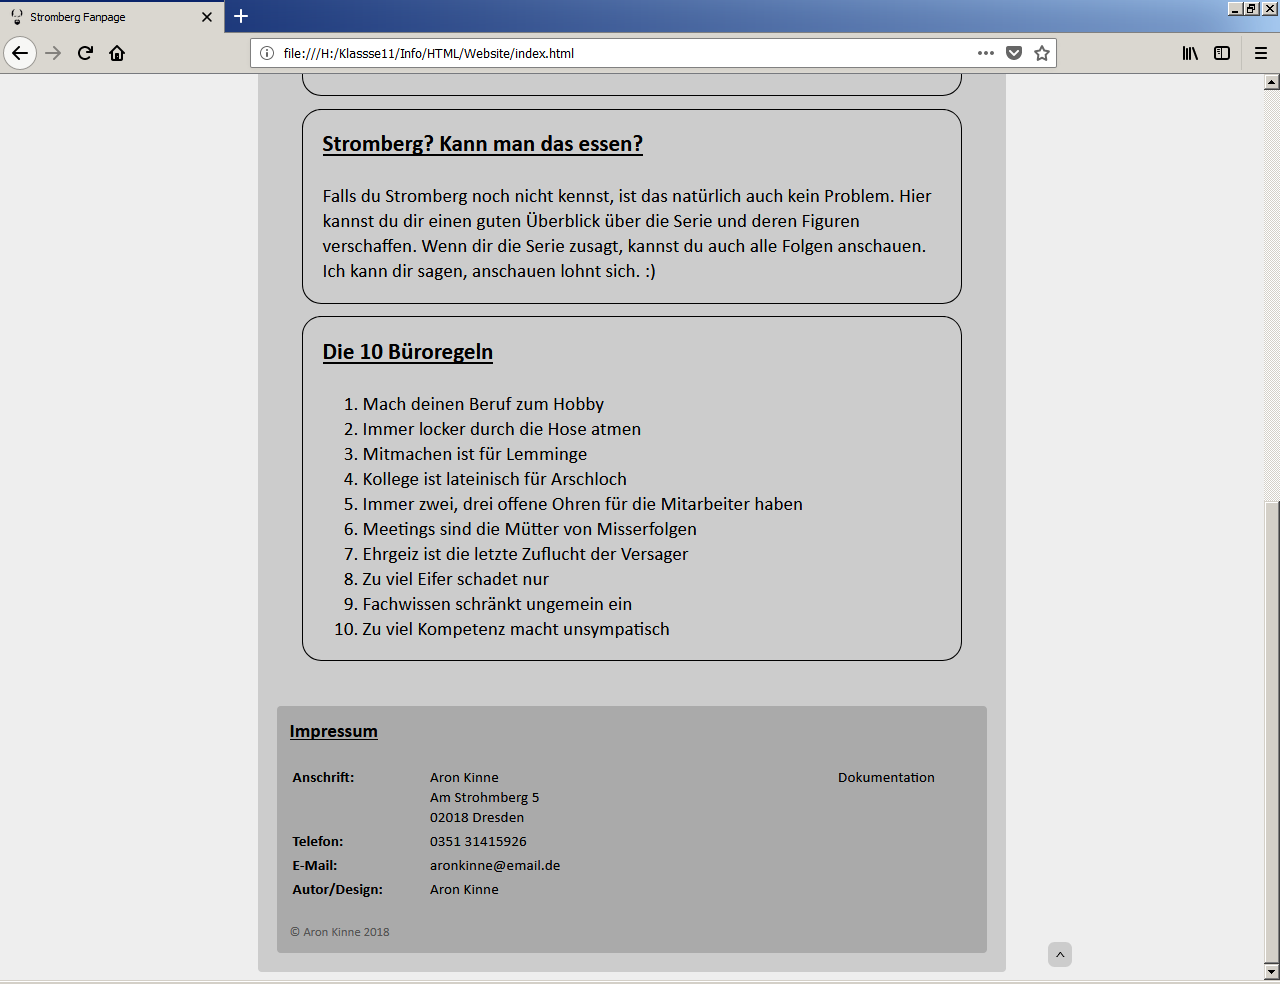 Stromberg Fanpage
file:///H:/Klassse11/Info/HTML/Website/index.html
Stromberg? Kann man das essen?
Falls du Stromberg noch nicht kennst, ist das natürlich auch kein Problem. Hier
kannst du dir einen guten Überblick über die Serie und deren Figuren
verschaffen. Wenn dir die Serie zusagt, kannst du auch alle Folgen anschauen.
Ich kann dir sagen, anschauen lohnt sich. :)
Die 10 Büroregeln
1. Mach deinen Beruf zum Hobby
2. Immer locker durch die Hose atmen
3. Mitmachen ist für Lemminge
4. Kollege ist lateinisch für Arschloch
5. Immer zwei, drei offene Ohren für die Mitarbeiter haben
6. Meetings sind die Mütter von Misserfolgen
7. Ehrgeiz ist die letzte Zuflucht der Versager
8. Zu viel Eifer schadet nur
9. Fachwissen schränkt ungemein ein
10. Zu viel Kompetenz macht unsympatisch
Impressum
Anschrift: Aron Kinne Dokumentation
Am Strohmberg 5
02018 Dresden
Telefon: 0351 31415926
E-Mail: aronkinne@email.de
Autor/Design: Aron Kinne
© Aron Kinne 2018